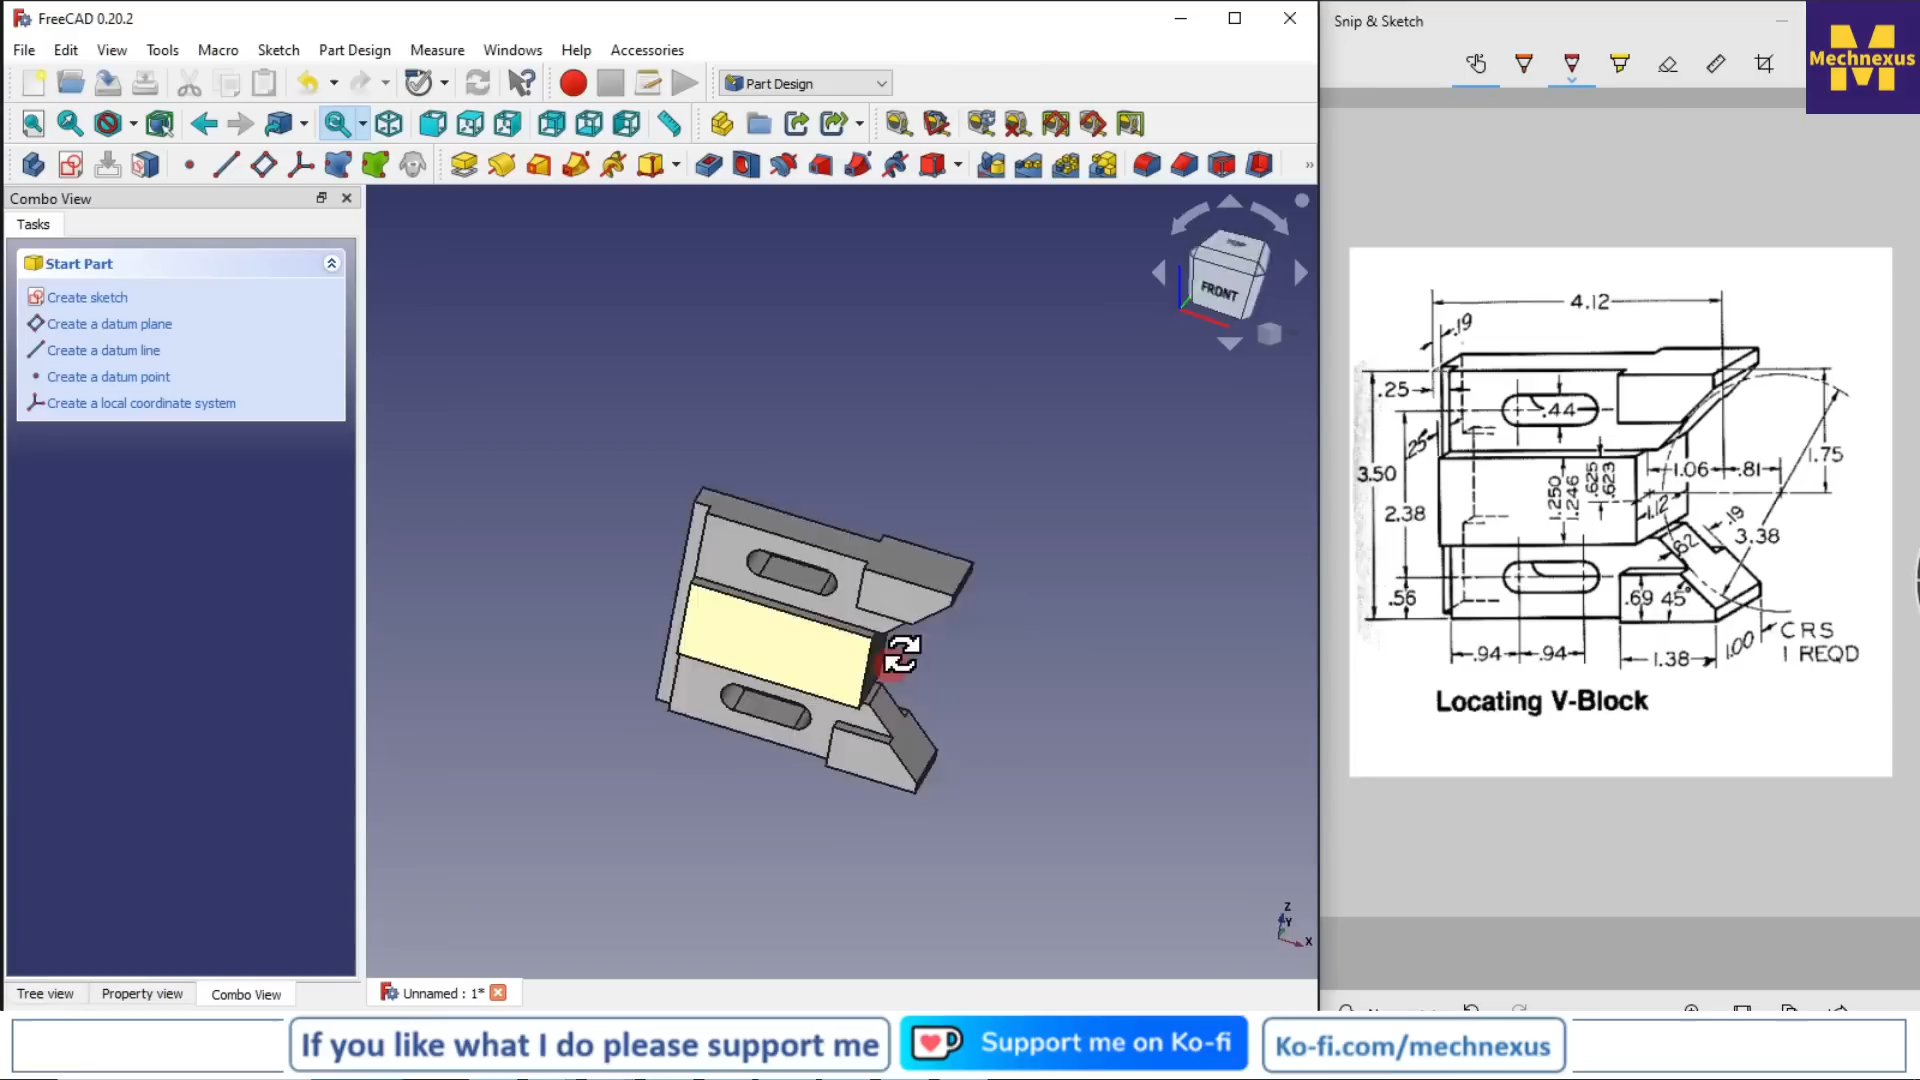 FreeCAD 0.20.2
File Edit View Tools Macro Sketch Part Design Measure Windows Help Accessories
Part Design
Combo View
Tasks
Start Part
Create sketch
Create a datum plane
Create a datum line
Create a datum point
Create a local coordinate system
FRONT
Z
Y
X
Tree view Property view Combo View
Unnamed : 1*
Snip & Sketch
Mechnexus
4.12
.19
.25
.44
.25
3.50
1.06 .81
1.75
.625
.623
1.250
1.246
2.38
1.12
.19
3.38
.82
.56
.69 45°
CRS
1 REQD
.94 .94
1.38
1.00
Locating V-Block
If you like what I do please support me
Support me on Ko-fi
Ko-fi.com/mechnexus